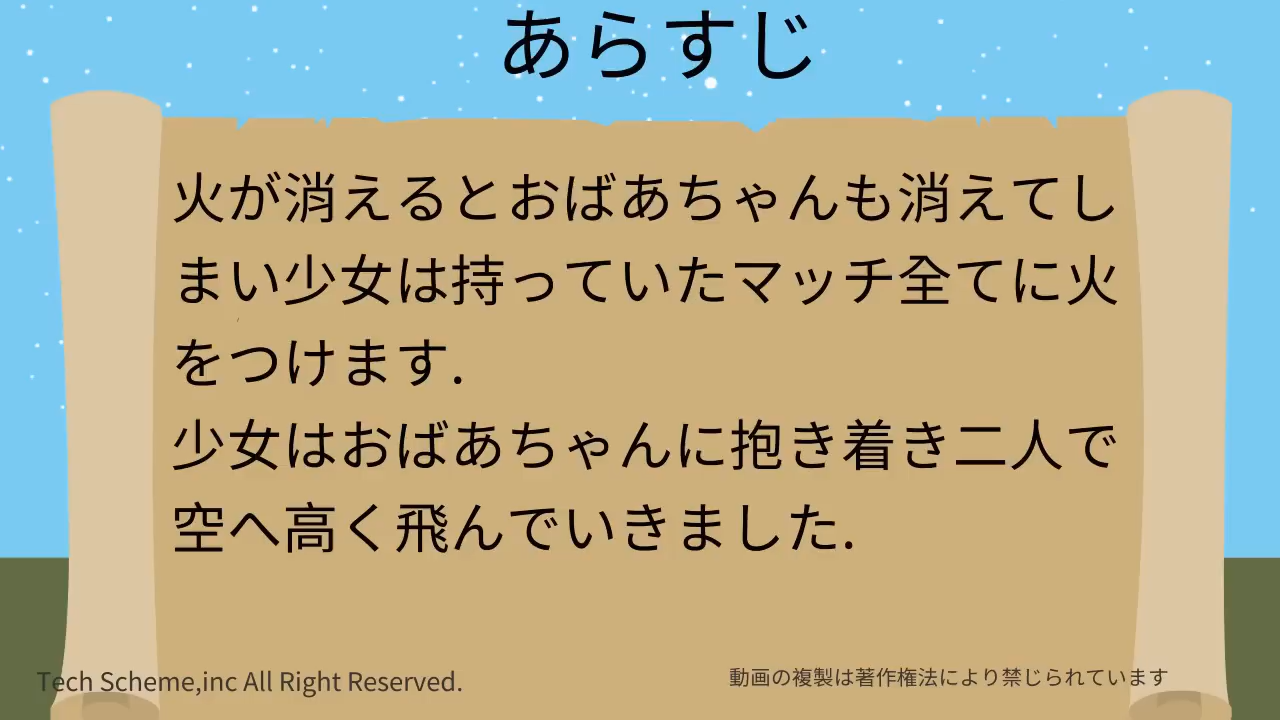 あらすじ
火が消えるとおばあちゃんも消えてし
まい少女は持っていたマッチ全てに火
をつけます.
少女はおばあちゃんに抱き着き二人で
空へ高く飛んでいきました.
Tech Scheme,inc All Right Reserved.
動画の複製は著作権法により禁じられています